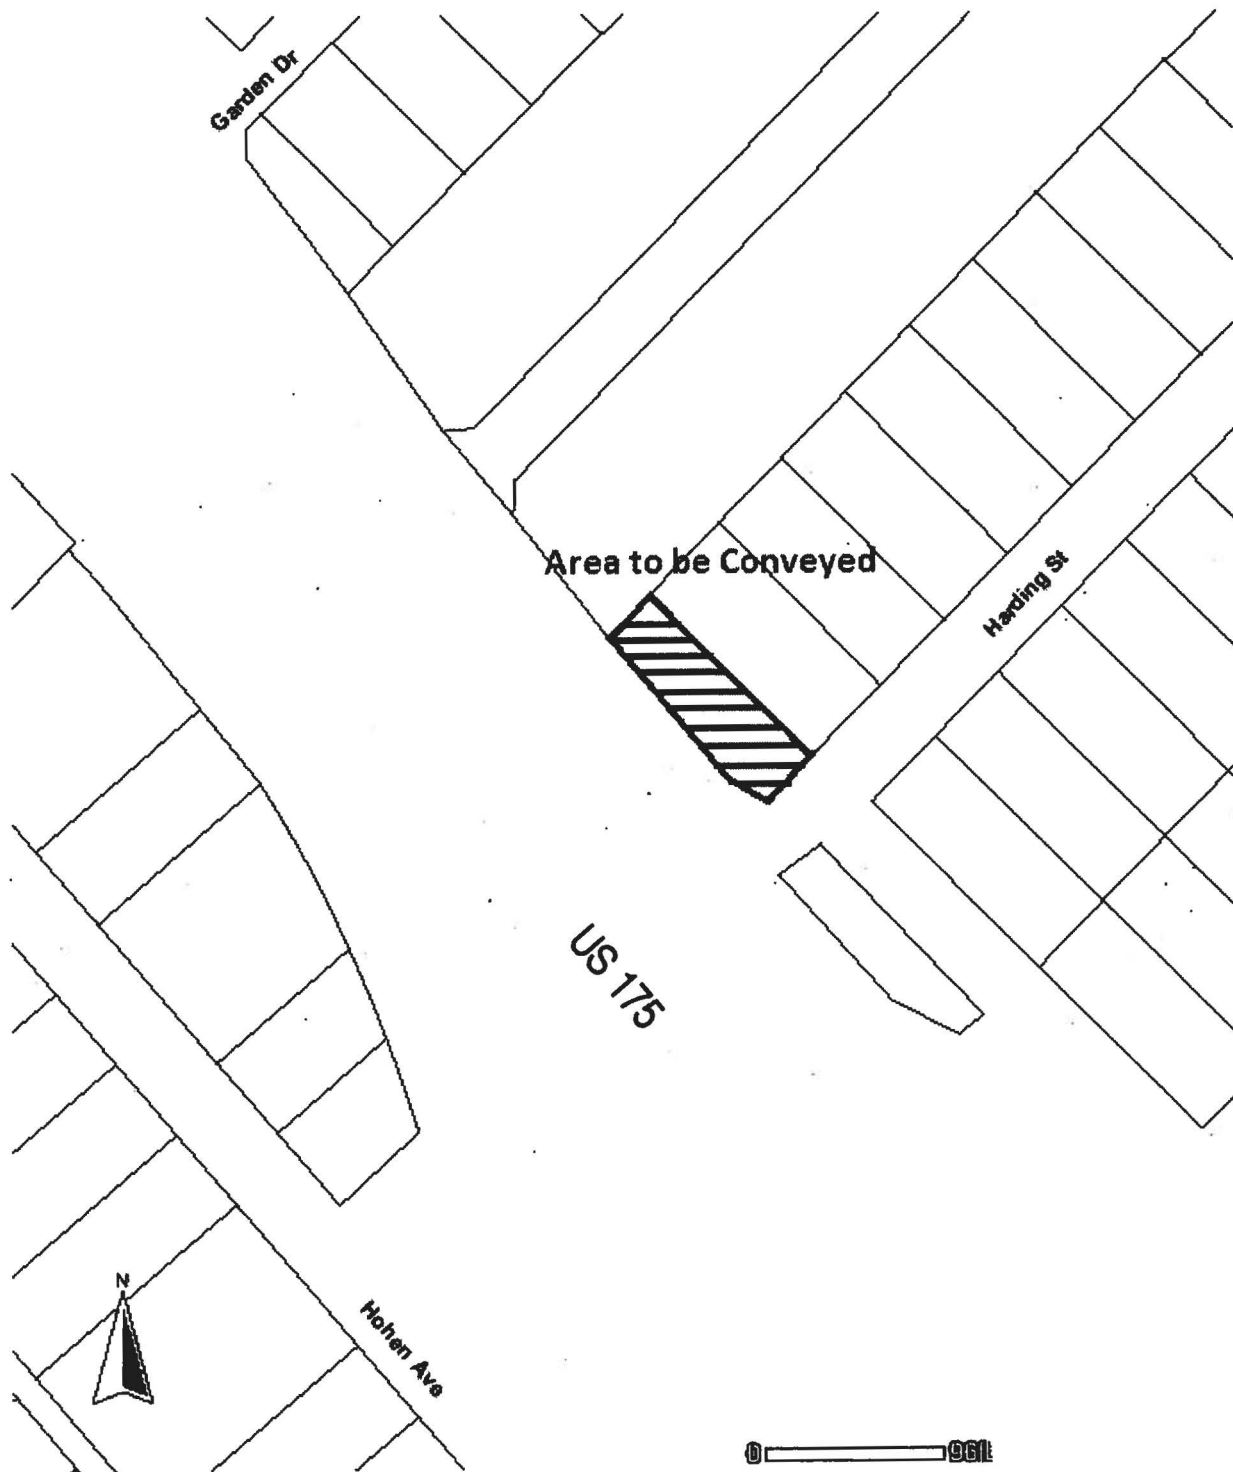 Garden Dr
Area to be Conveyed
Harding St
US 175
N
Hohen Ave
0